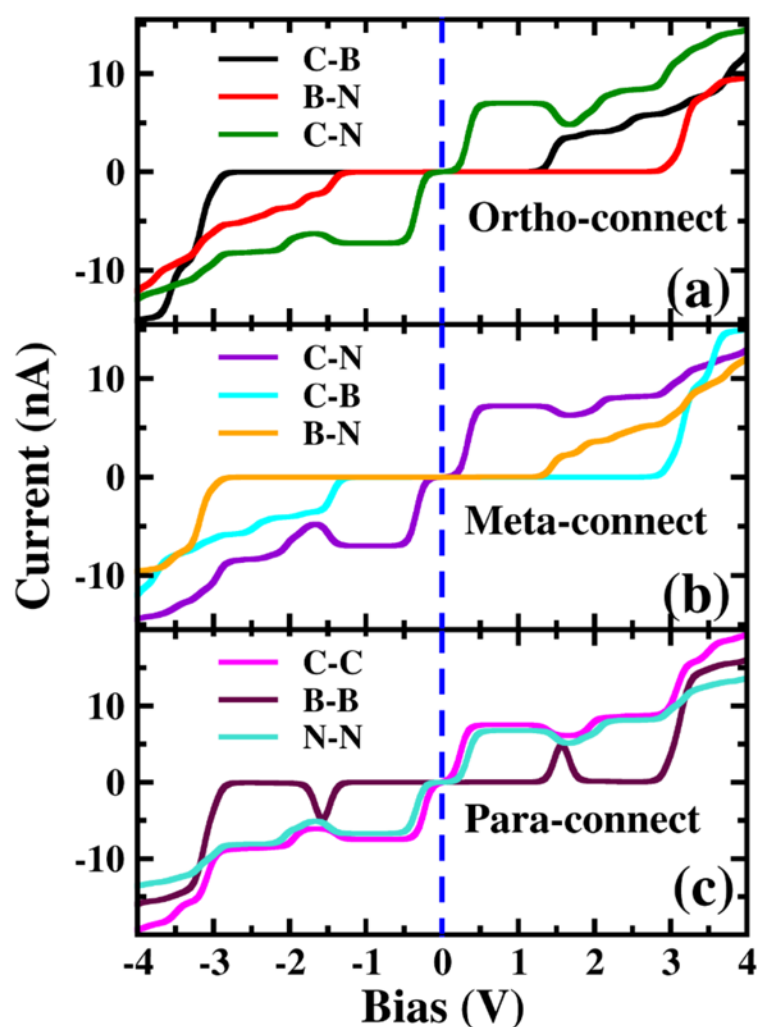 10
0
-10
C-B
B-N
C-N
Ortho-connect
(a)
10
0
-10
C-N
C-B
B-N
Meta-connect
(b)
10
0
-10
C-C
B-B
N-N
Para-connect
(c)
Current (nA)
-4 -3 -2 -1 0 1 2 3 4
Bias (V)